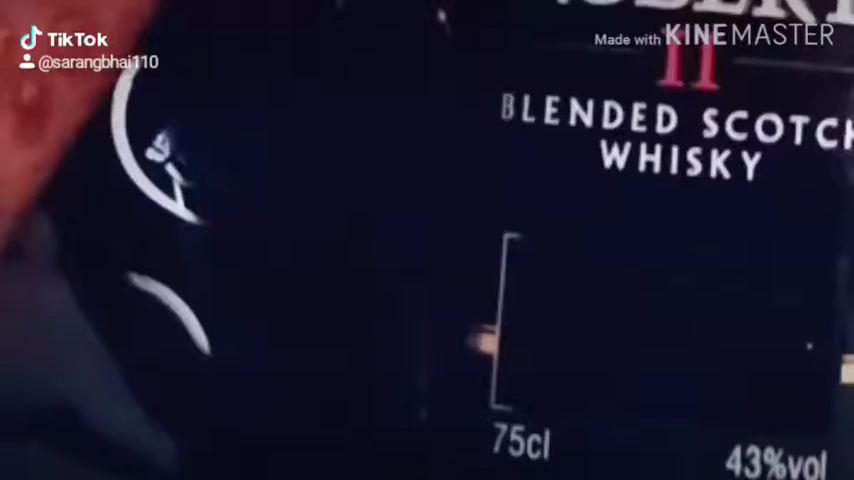 TikTok
@sarangbhai110
Made with KINEMASTER
II
BLENDED SCOTCH
WHISKY
75cl
43%vol